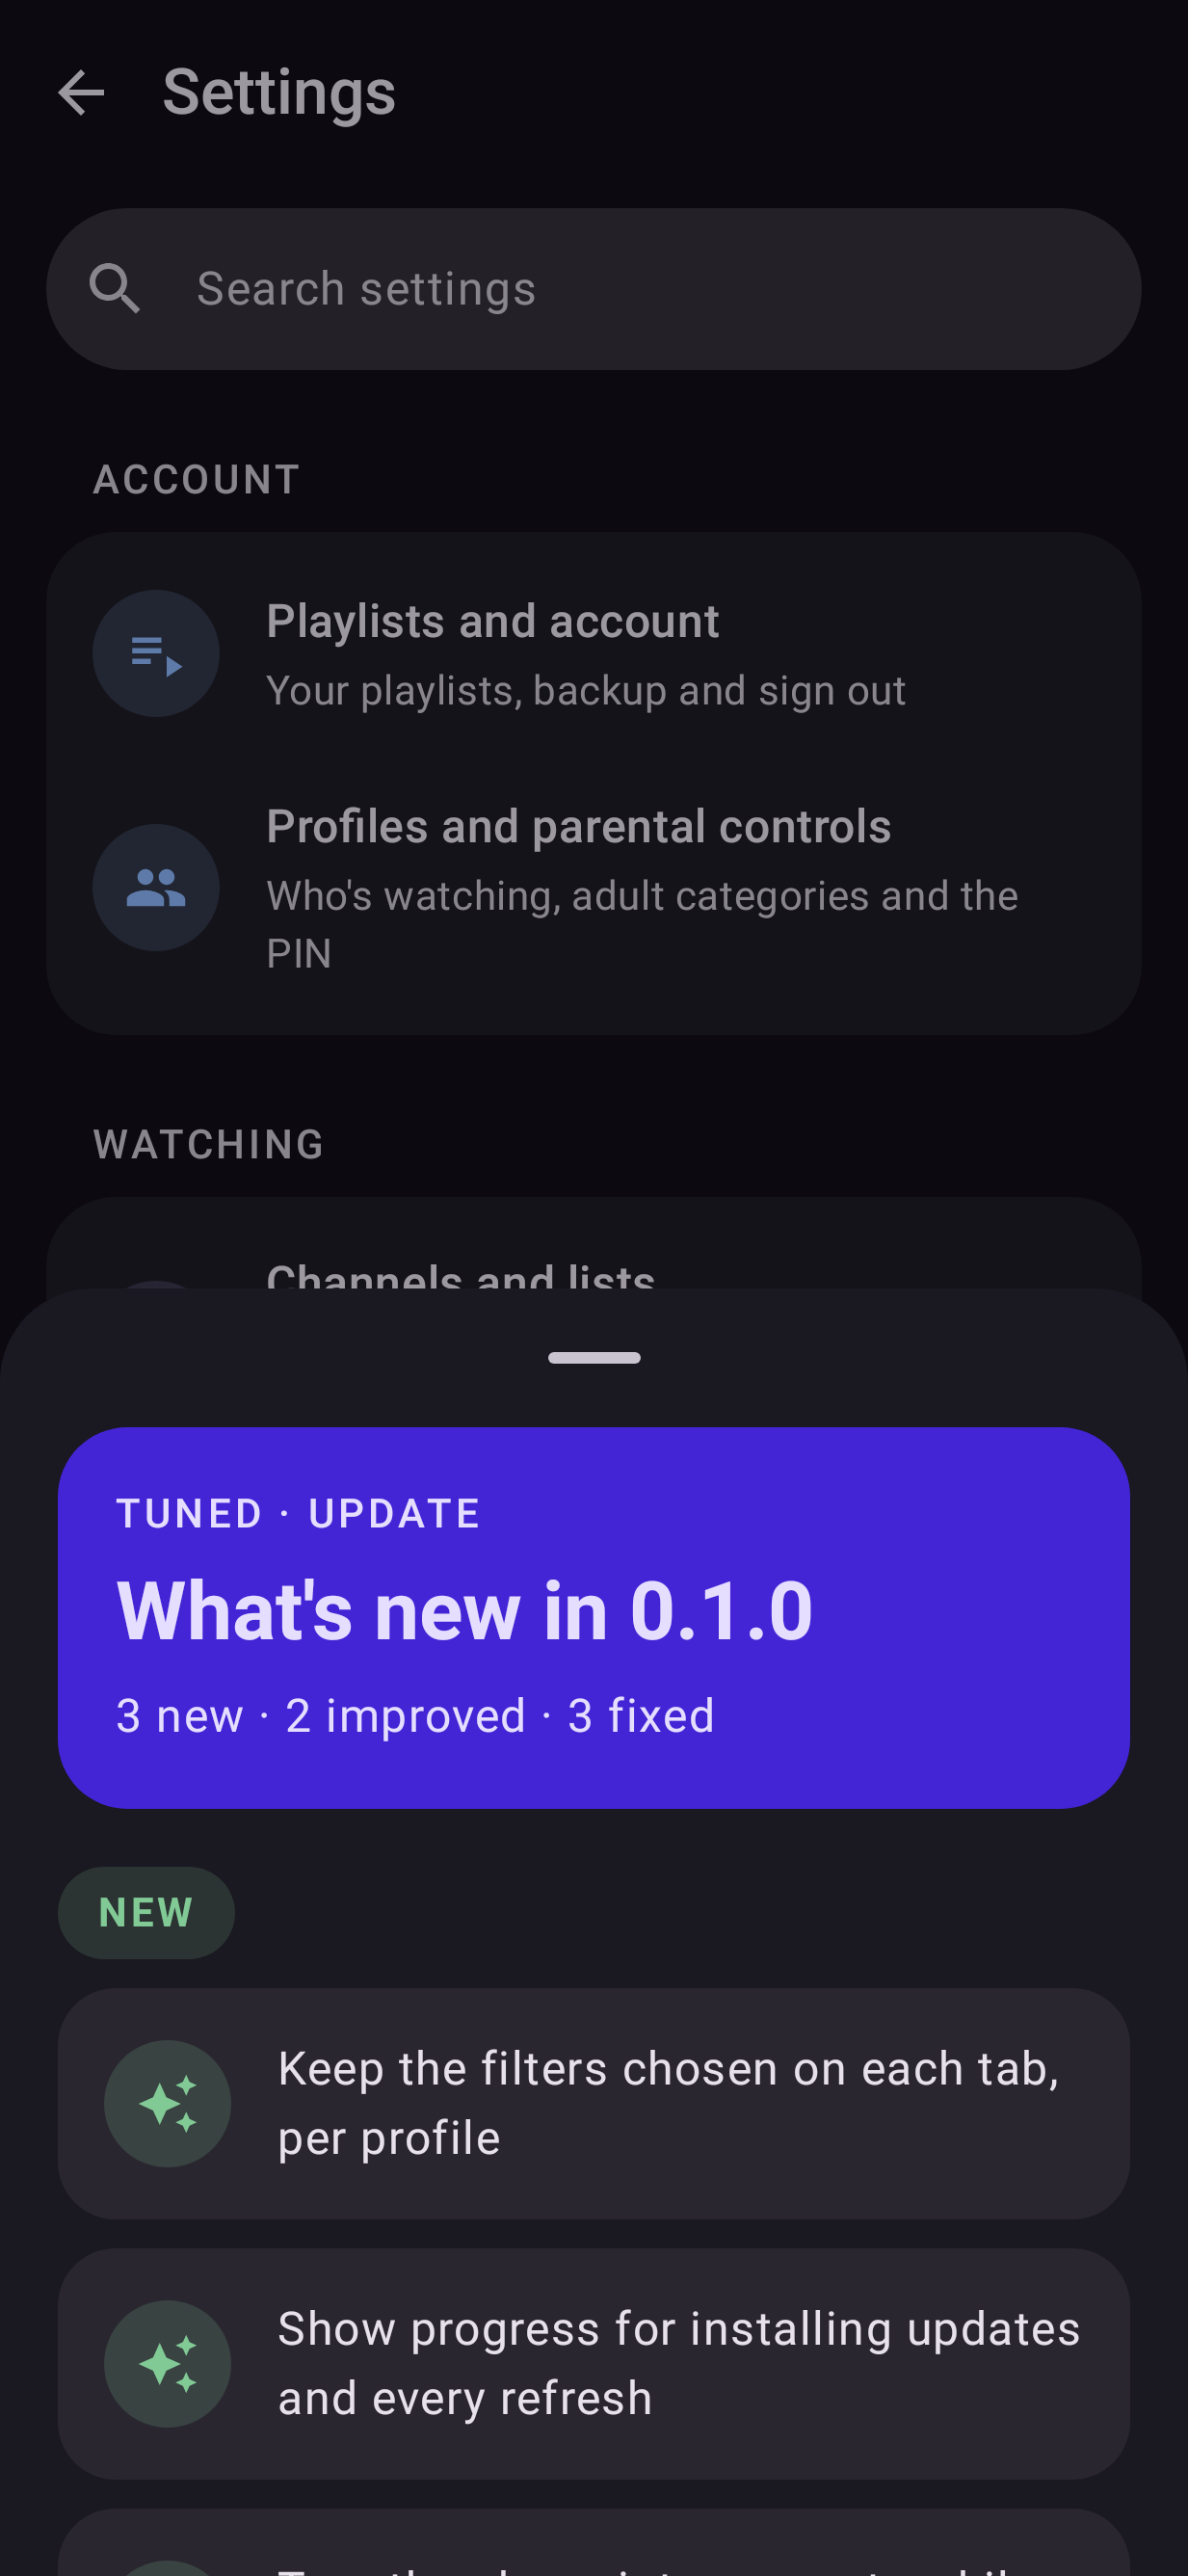 Settings
Search settings
ACCOUNT
Playlists and account
Your playlists, backup and sign out
Profiles and parental controls
Who's watching, adult categories and the
PIN
WATCHING
Channels and lists
TUNED · UPDATE
What's new in 0.1.0
3 new · 2 improved · 3 fixed
NEW
Keep the filters chosen on each tab,
per profile
Show progress for installing updates
and every refresh